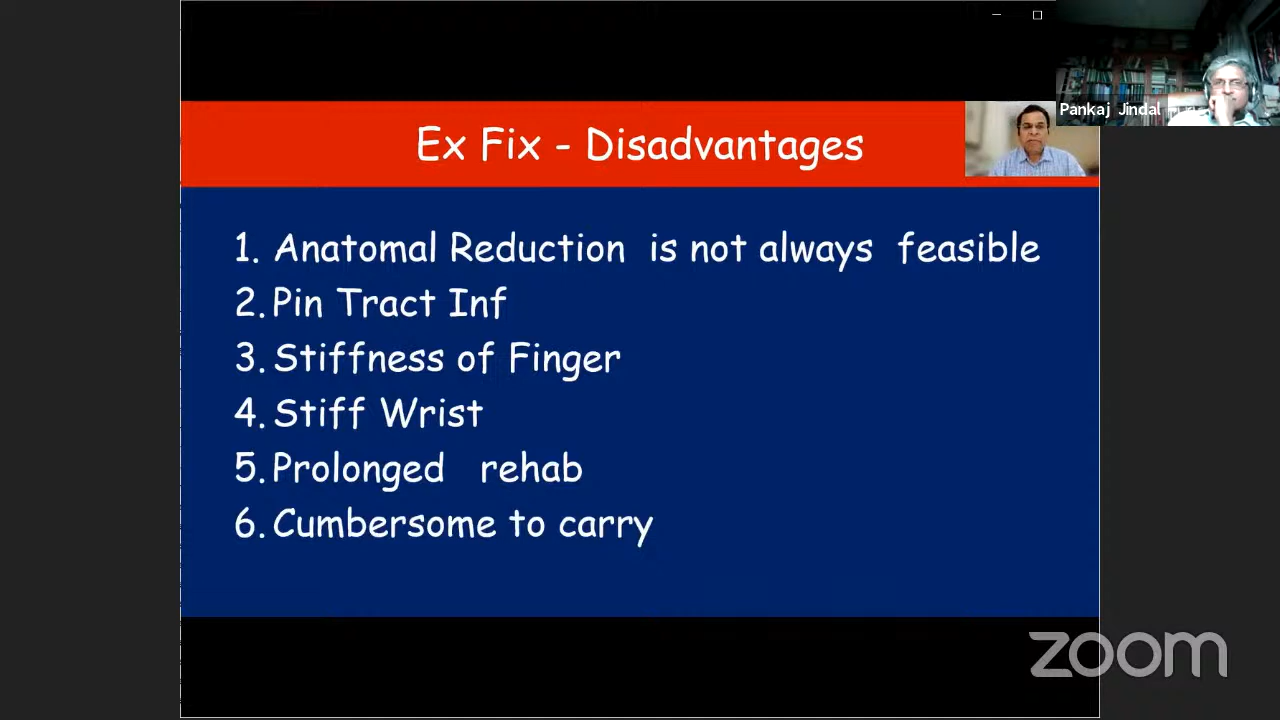 Pankaj Jindal
Ex Fix - Disadvantages
1. Anatomal Reduction is not always feasible
2. Pin Tract Inf
3. Stiffness of Finger
4. Stiff Wrist
5. Prolonged rehab
6. Cumbersome to carry
zoom